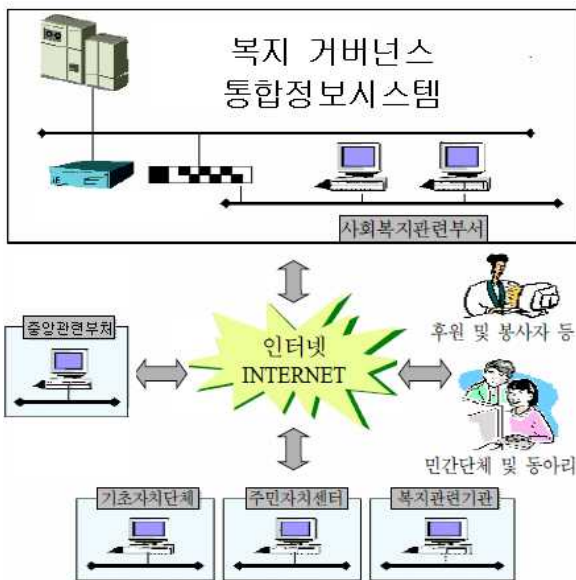 복지 거버넌스
통합정보시스템
사회복지관련부서
중앙관련부처
인터넷
INTERNET
후원 및 봉사자 등
민간단체 및 동아리
기초자치단체
주민자치센터
복지관련기관